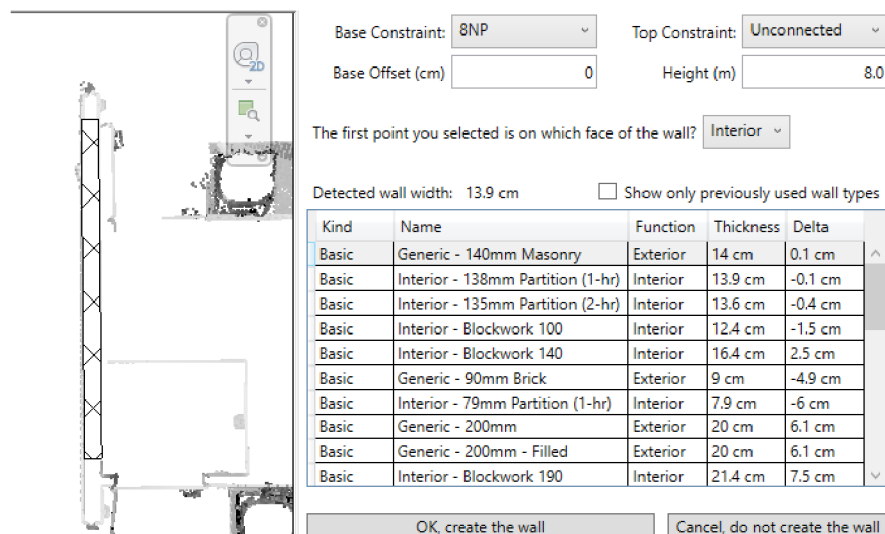 2D
Base Constraint: 8NP Top Constraint: Unconnected
Base Offset (cm) 0 Height (m) 8.0
The first point you selected is on which face of the wall? Interior
Detected wall width: 13.9 cm Show only previously used wall types
Kind Name Function Thickness Delta
Basic Generic - 140mm Masonry Exterior 14 cm 0.1 cm
Basic Interior - 138mm Partition (1-hr) Interior 13.9 cm -0.1 cm
Basic Interior - 135mm Partition (2-hr) Interior 13.6 cm -0.4 cm
Basic Interior - Blockwork 100 Interior 12.4 cm -1.5 cm
Basic Interior - Blockwork 140 Interior 16.4 cm 2.5 cm
Basic Generic - 90mm Brick Exterior 9 cm -4.9 cm
Basic Interior - 79mm Partition (1-hr) Interior 7.9 cm -6 cm
Basic Generic - 200mm Exterior 20 cm 6.1 cm
Basic Generic - 200mm - Filled Exterior 20 cm 6.1 cm
Basic Interior - Blockwork 190 Interior 21.4 cm 7.5 cm
OK, create the wall Cancel, do not create the wall